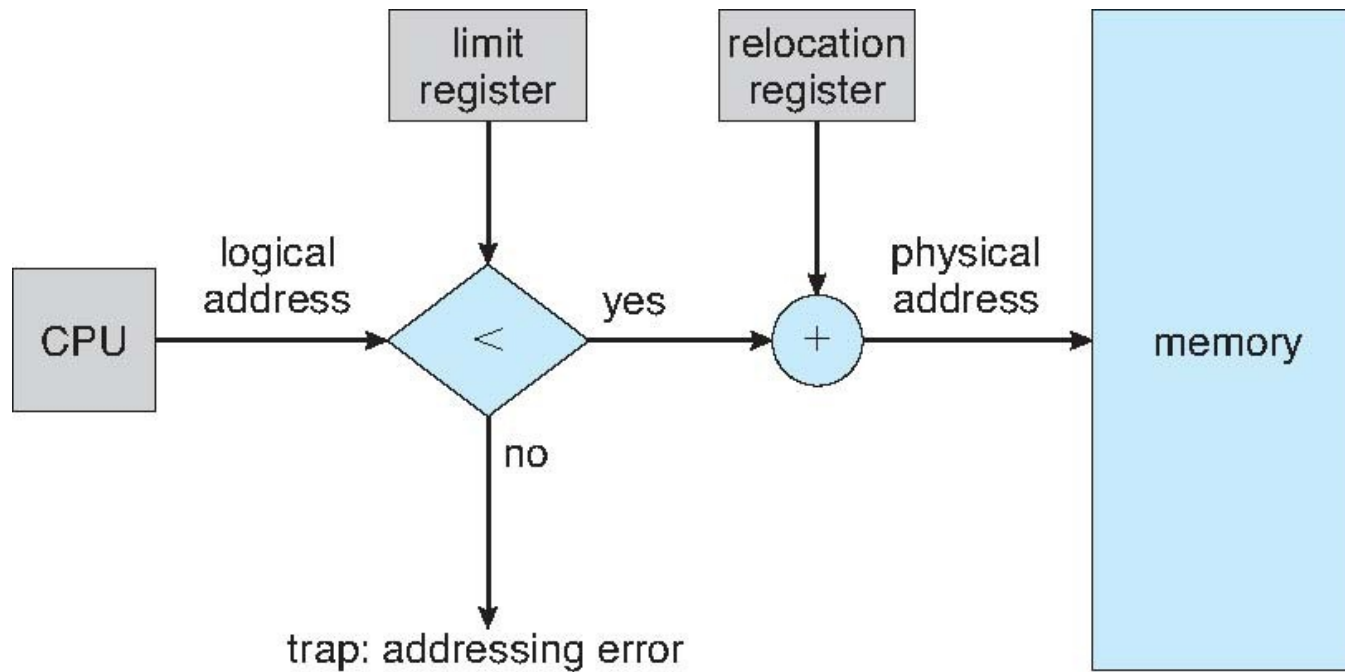 limit
register
relocation
register
logical
address
physical
address
CPU
<
yes
+
memory
no
trap: addressing error